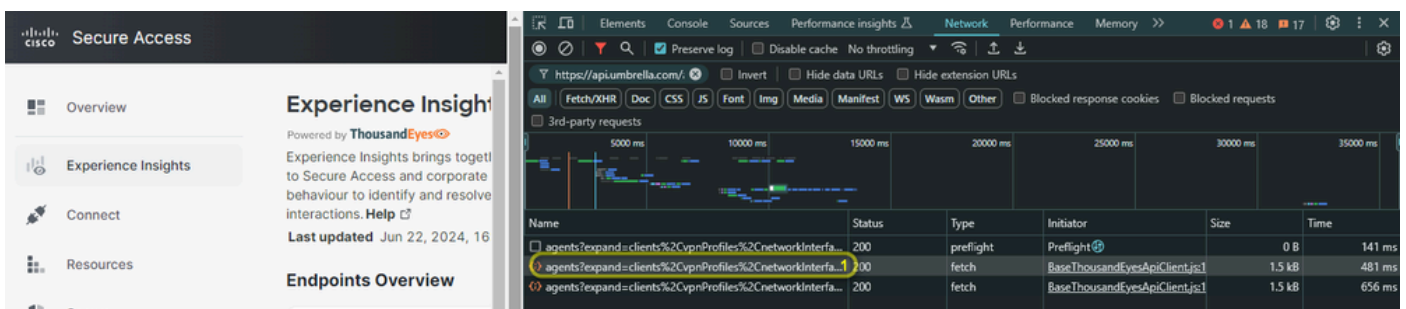 CISCO Secure Access
Overview
Experience Insights
Connect
Resources
Experience Insight
Powered by ThousandEyes
Experience Insights brings togetl
to Secure Access and corporate
behaviour to identify and resolve
interactions. Help
Last updated Jun 22, 2024, 16
Endpoints Overview
Elements Console Sources Performance insights Network Performance Memory 1 18 17
Preserve log Disable cache No throttling
https://api.umbrella.com/. Invert Hide data URLs Hide extension URLs
All Fetch/XHR Doc CSS JS Font Img Media Manifest WS Wasm Other Blocked response cookies Blocked requests
3rd-party requests
5000 ms 10000 ms 15000 ms 20000 ms 25000 ms 30000 ms 35000 ms
Name Status Type Initiator Size Time
agents?expand=clients%2CvpnProfiles%2CnetworkInterfa... 200 preflight Preflight 0 B 141 ms
agents?expand=clients%2CvpnProfiles%2CnetworkInterfa... 1 200 fetch BaseThousandEyesApiClient.js:1 1.5 kB 481 ms
agents?expand=clients%2CvpnProfiles%2CnetworkInterfa... 200 fetch BaseThousandEyesApiClient.js:1 1.5 kB 656 ms